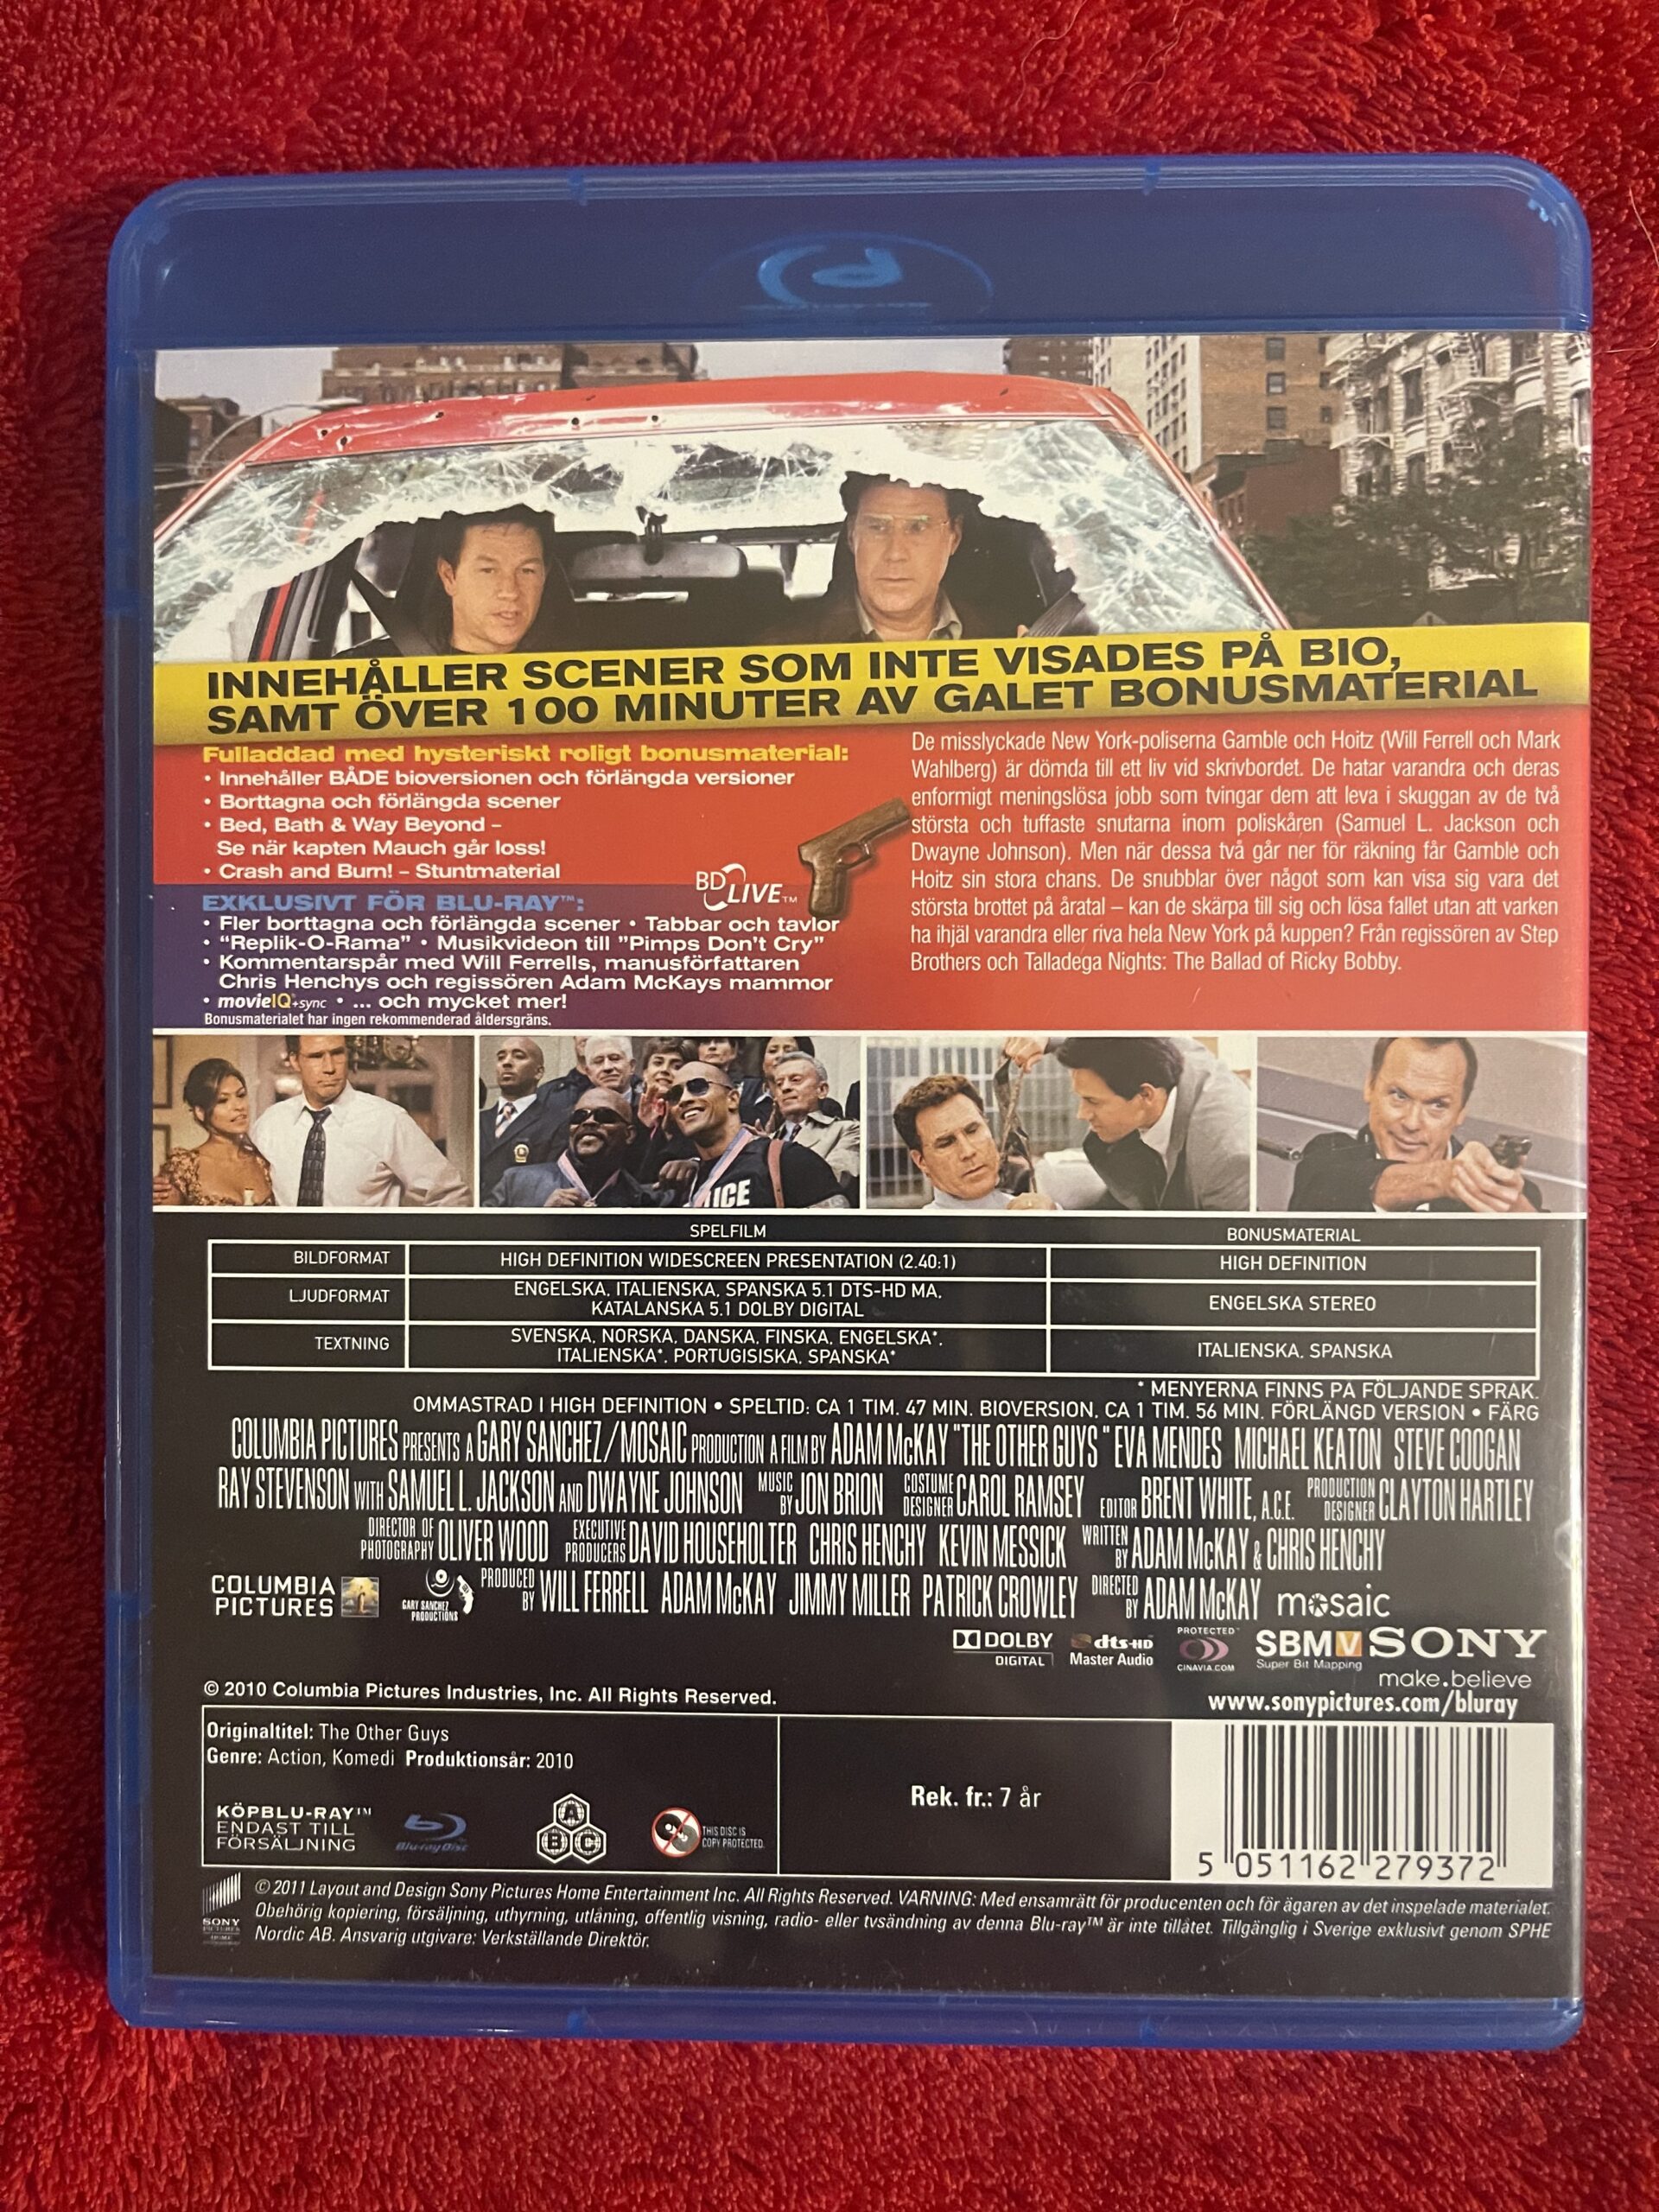 INNEHÅLLER SCENER SOM INTE VISADES PÅ BIO,
SAMT ÖVER 100 MINUTER AV GALET BONUSMATERIAL
Fulladdad med hysteriskt roligt bonusmaterial:
• Innehåller BÅDE bioversionen och förlängda versioner
• Borttagna och förlängda scener
• Bed, Bath & Way Beyond –
Se när kapten Mauch går loss!
• Crash and Burn! – Stuntmaterial
BD LIVE™
EXKLUSIVT FÖR BLU-RAY™:
• Fler borttagna och förlängda scener • Tabbar och tavlor
• “Replik-O-Rama” • Musikvideon till ”Pimps Don't Cry”
• Kommentarspår med Will Ferrells, manusförfattaren
Chris Henchys och regissören Adam McKays mammor
• movieIQ+sync • ... och mycket mer!
Bonusmaterialet har ingen rekommenderad åldersgräns.
De misslyckade New York-poliserna Gamble och Hoitz (Will Ferrell och Mark
Wahlberg) är dömda till ett liv vid skrivbordet. De hatar varandra och deras
enformigt meningslösa jobb som tvingar dem att leva i skuggan av de två
största och tuffaste snutarna inom poliskåren (Samuel L. Jackson och
Dwayne Johnson). Men när dessa två går ner för räkning får Gamble och
Hoitz sin stora chans. De snubblar över något som kan visa sig vara det
största brottet på åratal – kan de skärpa till sig och lösa fallet utan att varken
ha ihjäl varandra eller riva hela New York på kuppen? Från regissören av Step
Brothers och Talladega Nights: The Ballad of Ricky Bobby.
LICE
SPELFILM
BONUSMATERIAL
BILDFORMAT
HIGH DEFINITION WIDESCREEN PRESENTATION (2.40:1)
HIGH DEFINITION
LJUDFORMAT
ENGELSKA, ITALIENSKA, SPANSKA 5.1 DTS-HD MA,
KATALANSKA 5.1 DOLBY DIGITAL
ENGELSKA STEREO
TEXTNING
SVENSKA, NORSKA, DANSKA, FINSKA, ENGELSKA*,
ITALIENSKA*, PORTUGISISKA, SPANSKA*
ITALIENSKA, SPANSKA
* MENYERNA FINNS PÅ FÖLJANDE SPRÅK.
OMMASTRAD I HIGH DEFINITION • SPELTID: CA 1 TIM. 47 MIN. BIOVERSION, CA 1 TIM. 56 MIN. FÖRLÄNGD VERSION • FÄRG
COLUMBIA PICTURES PRESENTS A GARY SANCHEZ/MOSAIC PRODUCTION A FILM BY ADAM McKAY "THE OTHER GUYS" EVA MENDES MICHAEL KEATON STEVE COOGAN
RAY STEVENSON WITH SAMUEL L. JACKSON AND DWAYNE JOHNSON MUSIC BY JON BRION COSTUME DESIGNER CAROL RAMSEY EDITOR BRENT WHITE, A.C.E. PRODUCTION DESIGNER CLAYTON HARTLEY
DIRECTOR OF PHOTOGRAPHY OLIVER WOOD EXECUTIVE PRODUCERS DAVID HOUSEHOLTER CHRIS HENCHY KEVIN MESSICK WRITTEN BY ADAM McKAY & CHRIS HENCHY
COLUMBIA PICTURES GARY SANCHEZ PRODUCTIONS PRODUCED BY WILL FERRELL ADAM McKAY JIMMY MILLER PATRICK CROWLEY DIRECTED BY ADAM McKAY mosaic
DOLBY DIGITAL
dts-HD Master Audio
PROTECTED CINAVIA.COM
SBMV Super Bit Mapping
SONY
make.believe
© 2010 Columbia Pictures Industries, Inc. All Rights Reserved.
www.sonypictures.com/bluray
Originaltitel: The Other Guys
Genre: Action, Komedi Produktionsår: 2010
KÖPBLU-RAY™
ENDAST TILL
FÖRSÄLJNING
Blu-ray Disc
A
B C
THIS DISC IS
COPY PROTECTED.
Rek. fr.: 7 år
5 051162 279372
SONY
PICTURES
HOME
© 2011 Layout and Design Sony Pictures Home Entertainment Inc. All Rights Reserved. VARNING: Med ensamrätt för producenten och för ägaren av det inspelade materialet.
Obehörig kopiering, försäljning, uthyrning, utlåning, offentlig visning, radio- eller tvsändning av denna Blu-ray™ är inte tillåtet. Tillgänglig i Sverige exklusivt genom SPHE
Nordic AB. Ansvarig utgivare: Verkställande Direktör.